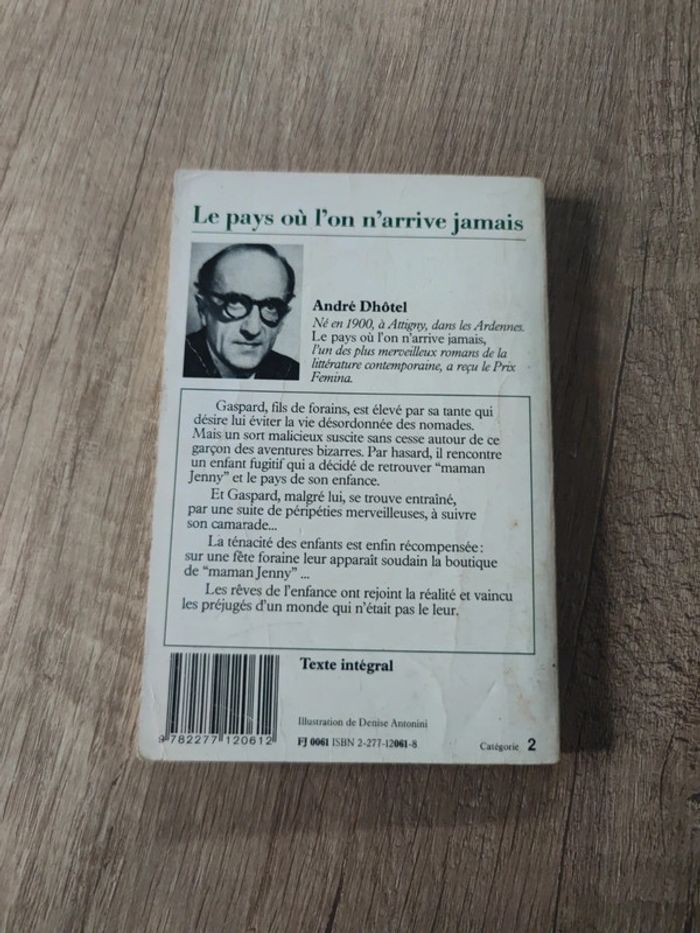 Le pays où l'on n'arrive jamais
André Dhôtel
Né en 1900, à Attigny, dans les Ardennes.
Le pays où l'on n'arrive jamais,
l'un des plus merveilleux romans de la
littérature contemporaine, a reçu le Prix
Femina.
Gaspard, fils de forains, est élevé par sa tante qui
désire lui éviter la vie désordonnée des nomades.
Mais un sort malicieux suscite sans cesse autour de ce
garçon des aventures bizarres. Par hasard, il rencontre
un enfant fugitif qui a décidé de retrouver "maman
Jenny" et le pays de son enfance.
Et Gaspard, malgré lui, se trouve entraîné,
par une suite de péripéties merveilleuses, à suivre
son camarade...
La ténacité des enfants est enfin récompensée :
sur une fête foraine leur apparaît soudain la boutique
de "maman Jenny" ...
Les rêves de l'enfance ont rejoint la réalité et vaincu
les préjugés d'un monde qui n'était pas le leur.
Texte intégral
Illustration de Denise Antonini
9 782277 120612
FJ 0061 ISBN 2-277-12061-8
Catégorie 2